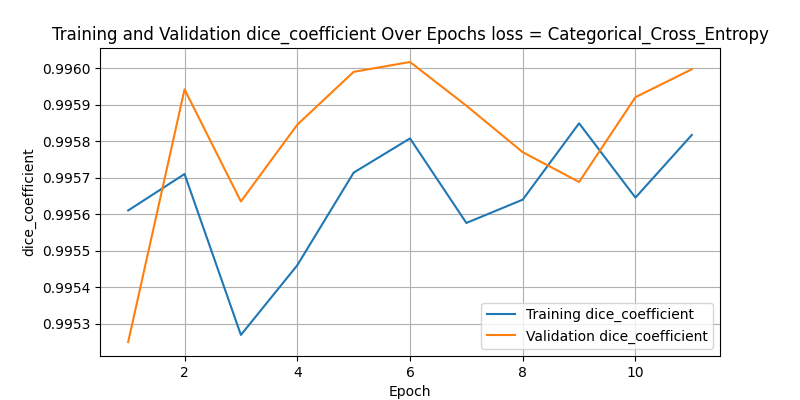 Training and Validation dice_coefficient Over Epochs loss = Categorical_Cross_Entropy
dice_coefficient
0.9960
0.9959
0.9958
0.9957
0.9956
0.9955
0.9954
0.9953
2 4 6 8 10
Epoch
Training dice_coefficient
Validation dice_coefficient